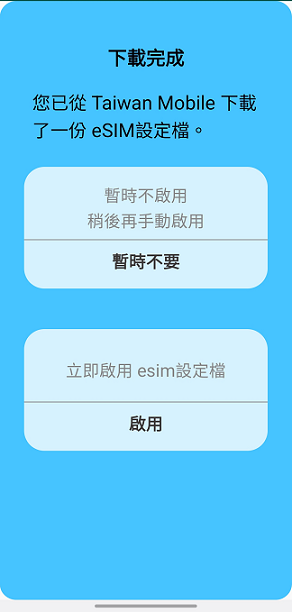 下載完成
您已從 Taiwan Mobile 下載
了一份 eSIM設定檔。
暫時不啟用
稍後再手動啟用
暫時不要
立即啟用 esim設定檔
啟用